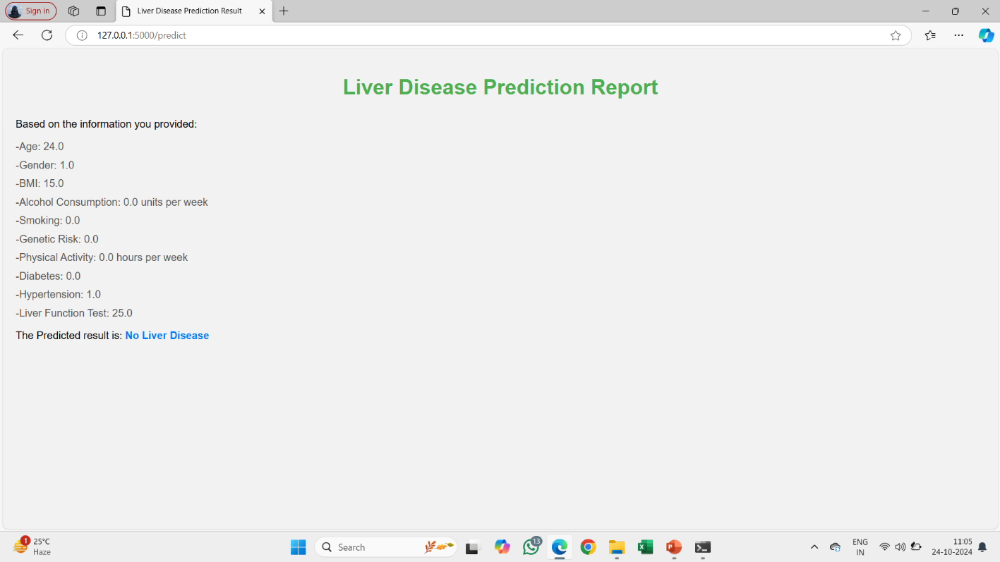 Sign in
Liver Disease Prediction Result
127.0.0.1:5000/predict
Liver Disease Prediction Report
Based on the information you provided:
-Age: 24.0
-Gender: 1.0
-BMI: 15.0
-Alcohol Consumption: 0.0 units per week
-Smoking: 0.0
-Genetic Risk: 0.0
-Physical Activity: 0.0 hours per week
-Diabetes: 0.0
-Hypertension: 1.0
-Liver Function Test: 25.0
The Predicted result is: No Liver Disease
1
25°C
Haze
Search
13
X
P
ENG
IN
11:05
24-10-2024